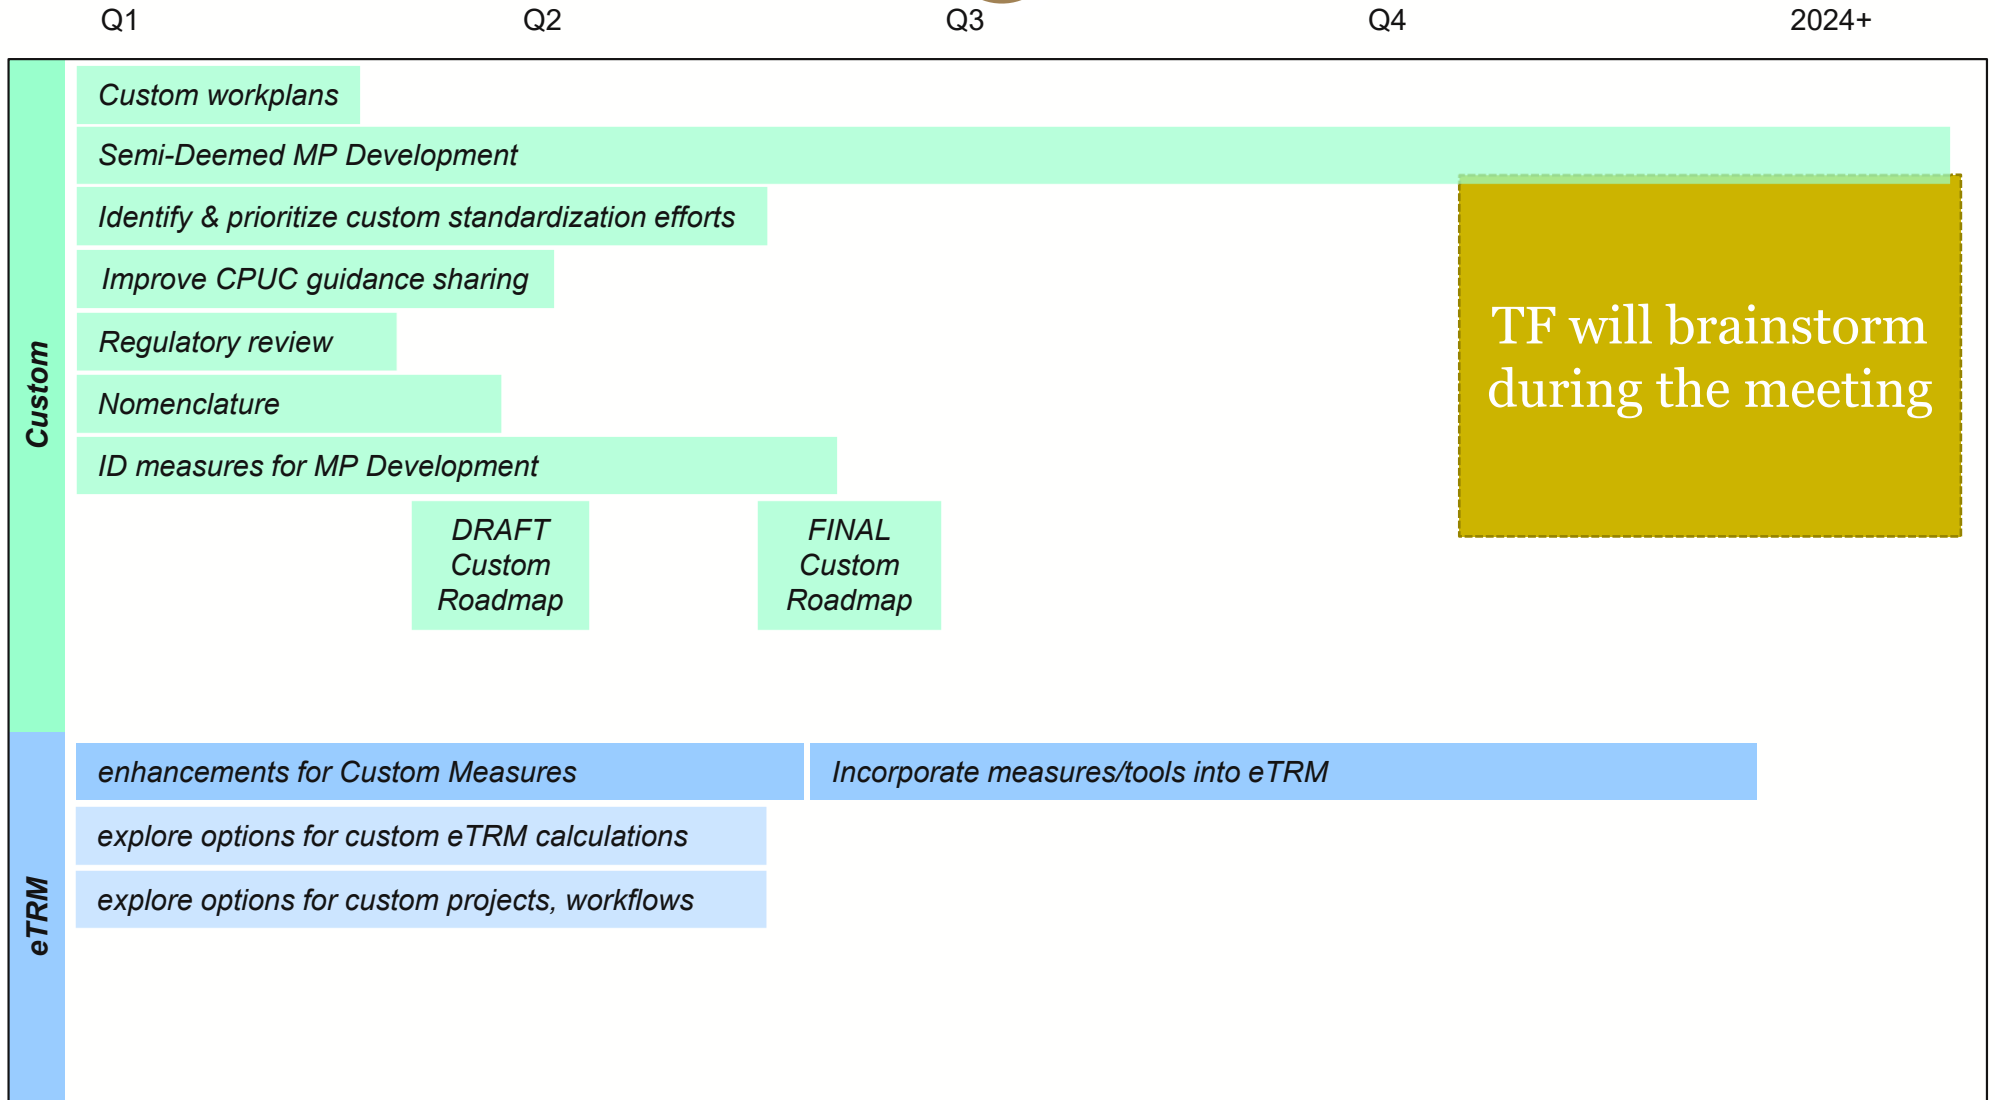 Q1 Q2 Q3 Q4 2024+
Custom
Custom workplans
Semi-Deemed MP Development
Identify & prioritize custom standardization efforts
Improve CPUC guidance sharing
Regulatory review
Nomenclature
ID measures for MP Development
DRAFT
Custom
Roadmap
FINAL
Custom
Roadmap
TF will brainstorm
during the meeting
eTRM
enhancements for Custom Measures
Incorporate measures/tools into eTRM
explore options for custom eTRM calculations
explore options for custom projects, workflows